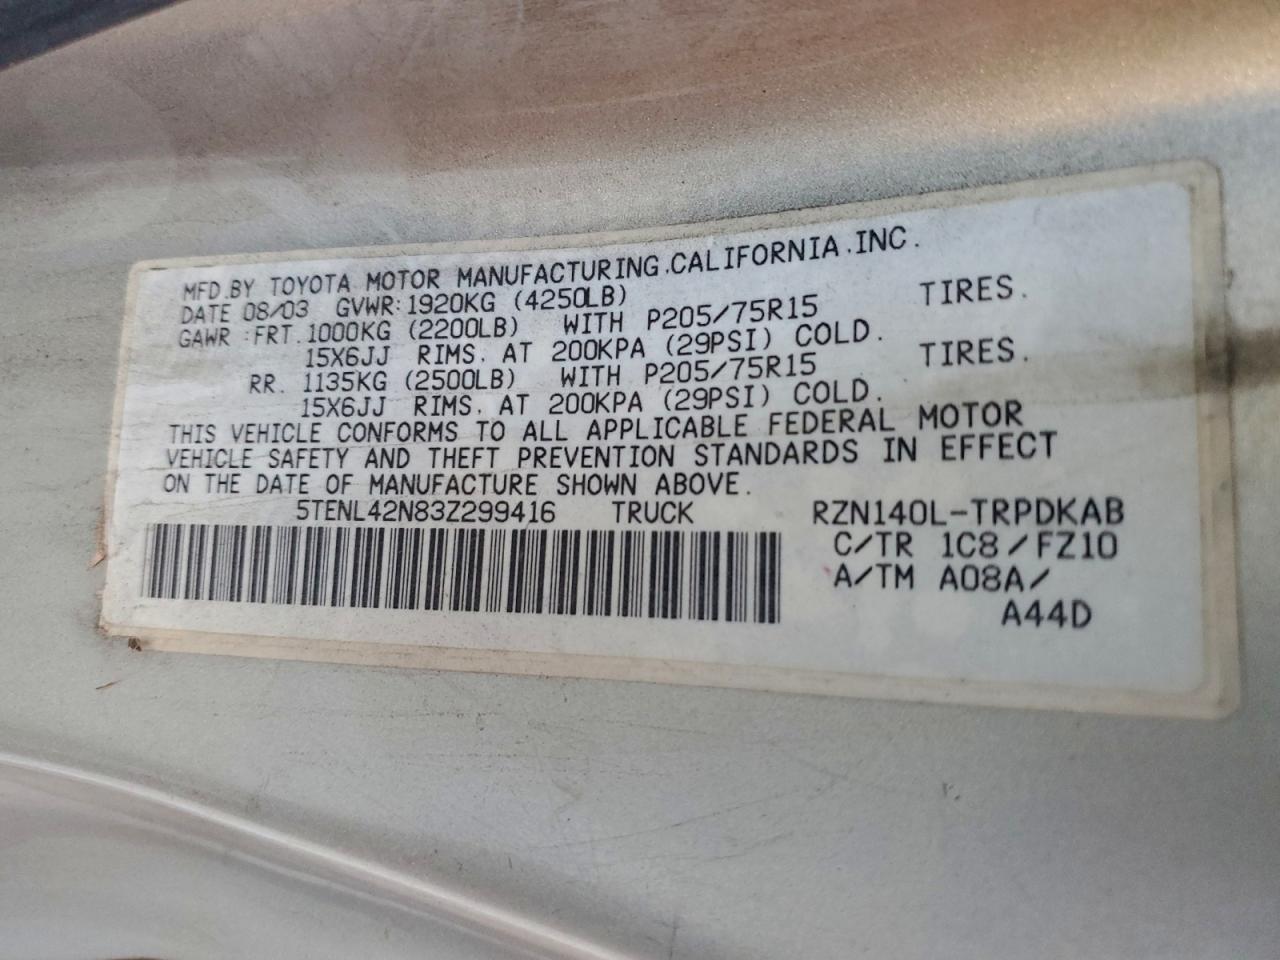 MFD.BY TOYOTA MOTOR MANUFACTURING.CALIFORNIA.INC.
DATE 08/03 GVWR:1920KG (4250LB)
GAWR :FRT.1000KG (2200LB) WITH P205/75R15 TIRES.
15X6JJ RIMS. AT 200KPA (29PSI) COLD.
RR. 1135KG (2500LB) WITH P205/75R15 TIRES.
15X6JJ RIMS. AT 200KPA (29PSI) COLD.
THIS VEHICLE CONFORMS TO ALL APPLICABLE FEDERAL MOTOR
VEHICLE SAFETY AND THEFT PREVENTION STANDARDS IN EFFECT
ON THE DATE OF MANUFACTURE SHOWN ABOVE.
5TENL42N83Z299416 TRUCK RZN140L-TRPDKAB
C/TR 1C8/FZ10
A/TM A08A/
A44D